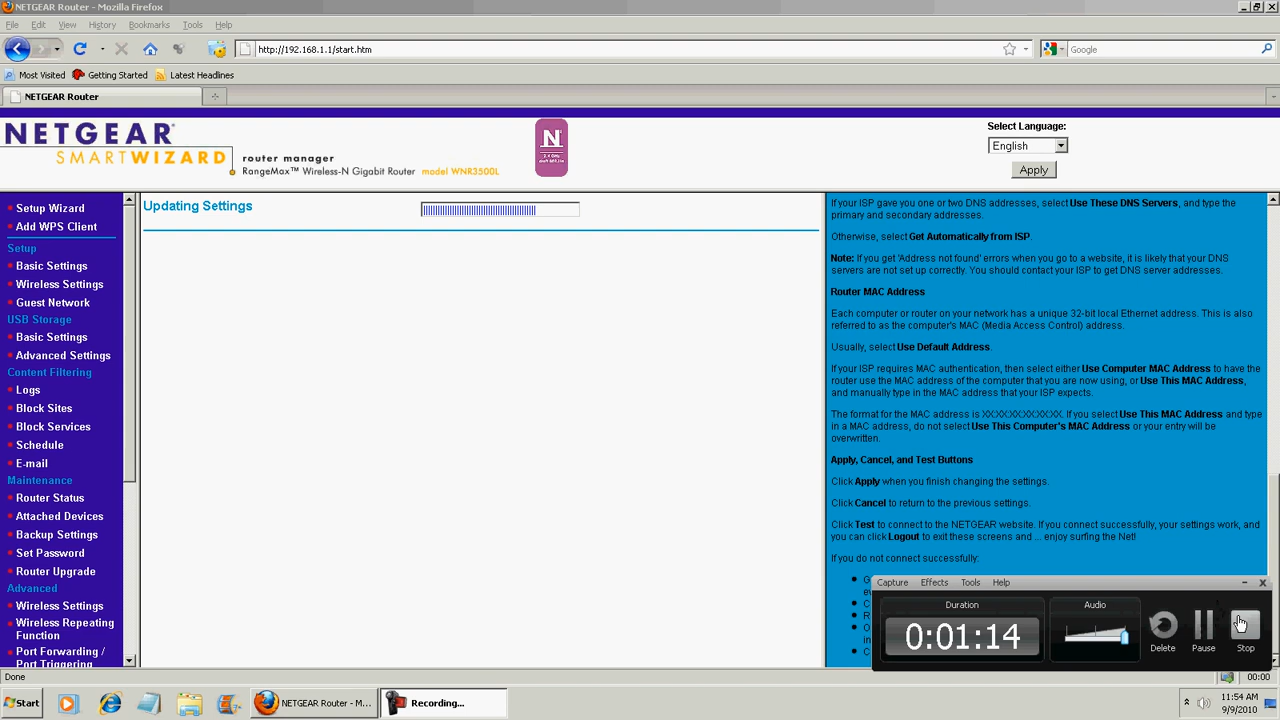 NETGEAR Router - Mozilla Firefox
File Edit View History Bookmarks Tools Help
http://192.168.1.1/start.htm
Google
Most Visited Getting Started Latest Headlines
NETGEAR Router
NETGEAR®
SMARTWIZARD
router manager
RangeMax™ Wireless-N Gigabit Router model WNR3500L
N
Select Language:
English
Apply
Setup Wizard
Add WPS Client
Setup
Basic Settings
Wireless Settings
Guest Network
USB Storage
Basic Settings
Advanced Settings
Content Filtering
Logs
Block Sites
Block Services
Schedule
E-mail
Maintenance
Router Status
Attached Devices
Backup Settings
Set Password
Router Upgrade
Advanced
Wireless Settings
Wireless Repeating
Function
Port Forwarding /
Port Triggering
Updating Settings
If your ISP gave you one or two DNS addresses, select Use These DNS Servers, and type the
primary and secondary addresses.
Otherwise, select Get Automatically from ISP.
Note: If you get 'Address not found' errors when you go to a website, it is likely that your DNS
servers are not set up correctly. You should contact your ISP to get DNS server addresses.
Router MAC Address
Each computer or router on your network has a unique 32-bit local Ethernet address. This is also
referred to as the computer's MAC (Media Access Control) address.
Usually, select Use Default Address.
If your ISP requires MAC authentication, then select either Use Computer MAC Address to have the
router use the MAC address of the computer that you are now using, or Use This MAC Address,
and manually type in the MAC address that your ISP expects.
The format for the MAC address is XX:XX:XX:XX:XX:XX. If you select Use This MAC Address and type
in a MAC address, do not select Use This Computer's MAC Address or your entry will be
overwritten.
Apply, Cancel, and Test Buttons
Click Apply when you finish changing the settings.
Click Cancel to return to the previous settings.
Click Test to connect to the NETGEAR website. If you connect successfully, your settings work, and
you can click Logout to exit these screens and ... enjoy surfing the Net!
If you do not connect successfully:
Capture Effects Tools Help
Duration
0:01:14
Audio
Delete Pause Stop
Done
00:00
Start
NETGEAR Router - M...
Recording...
11:54 AM
9/9/2010